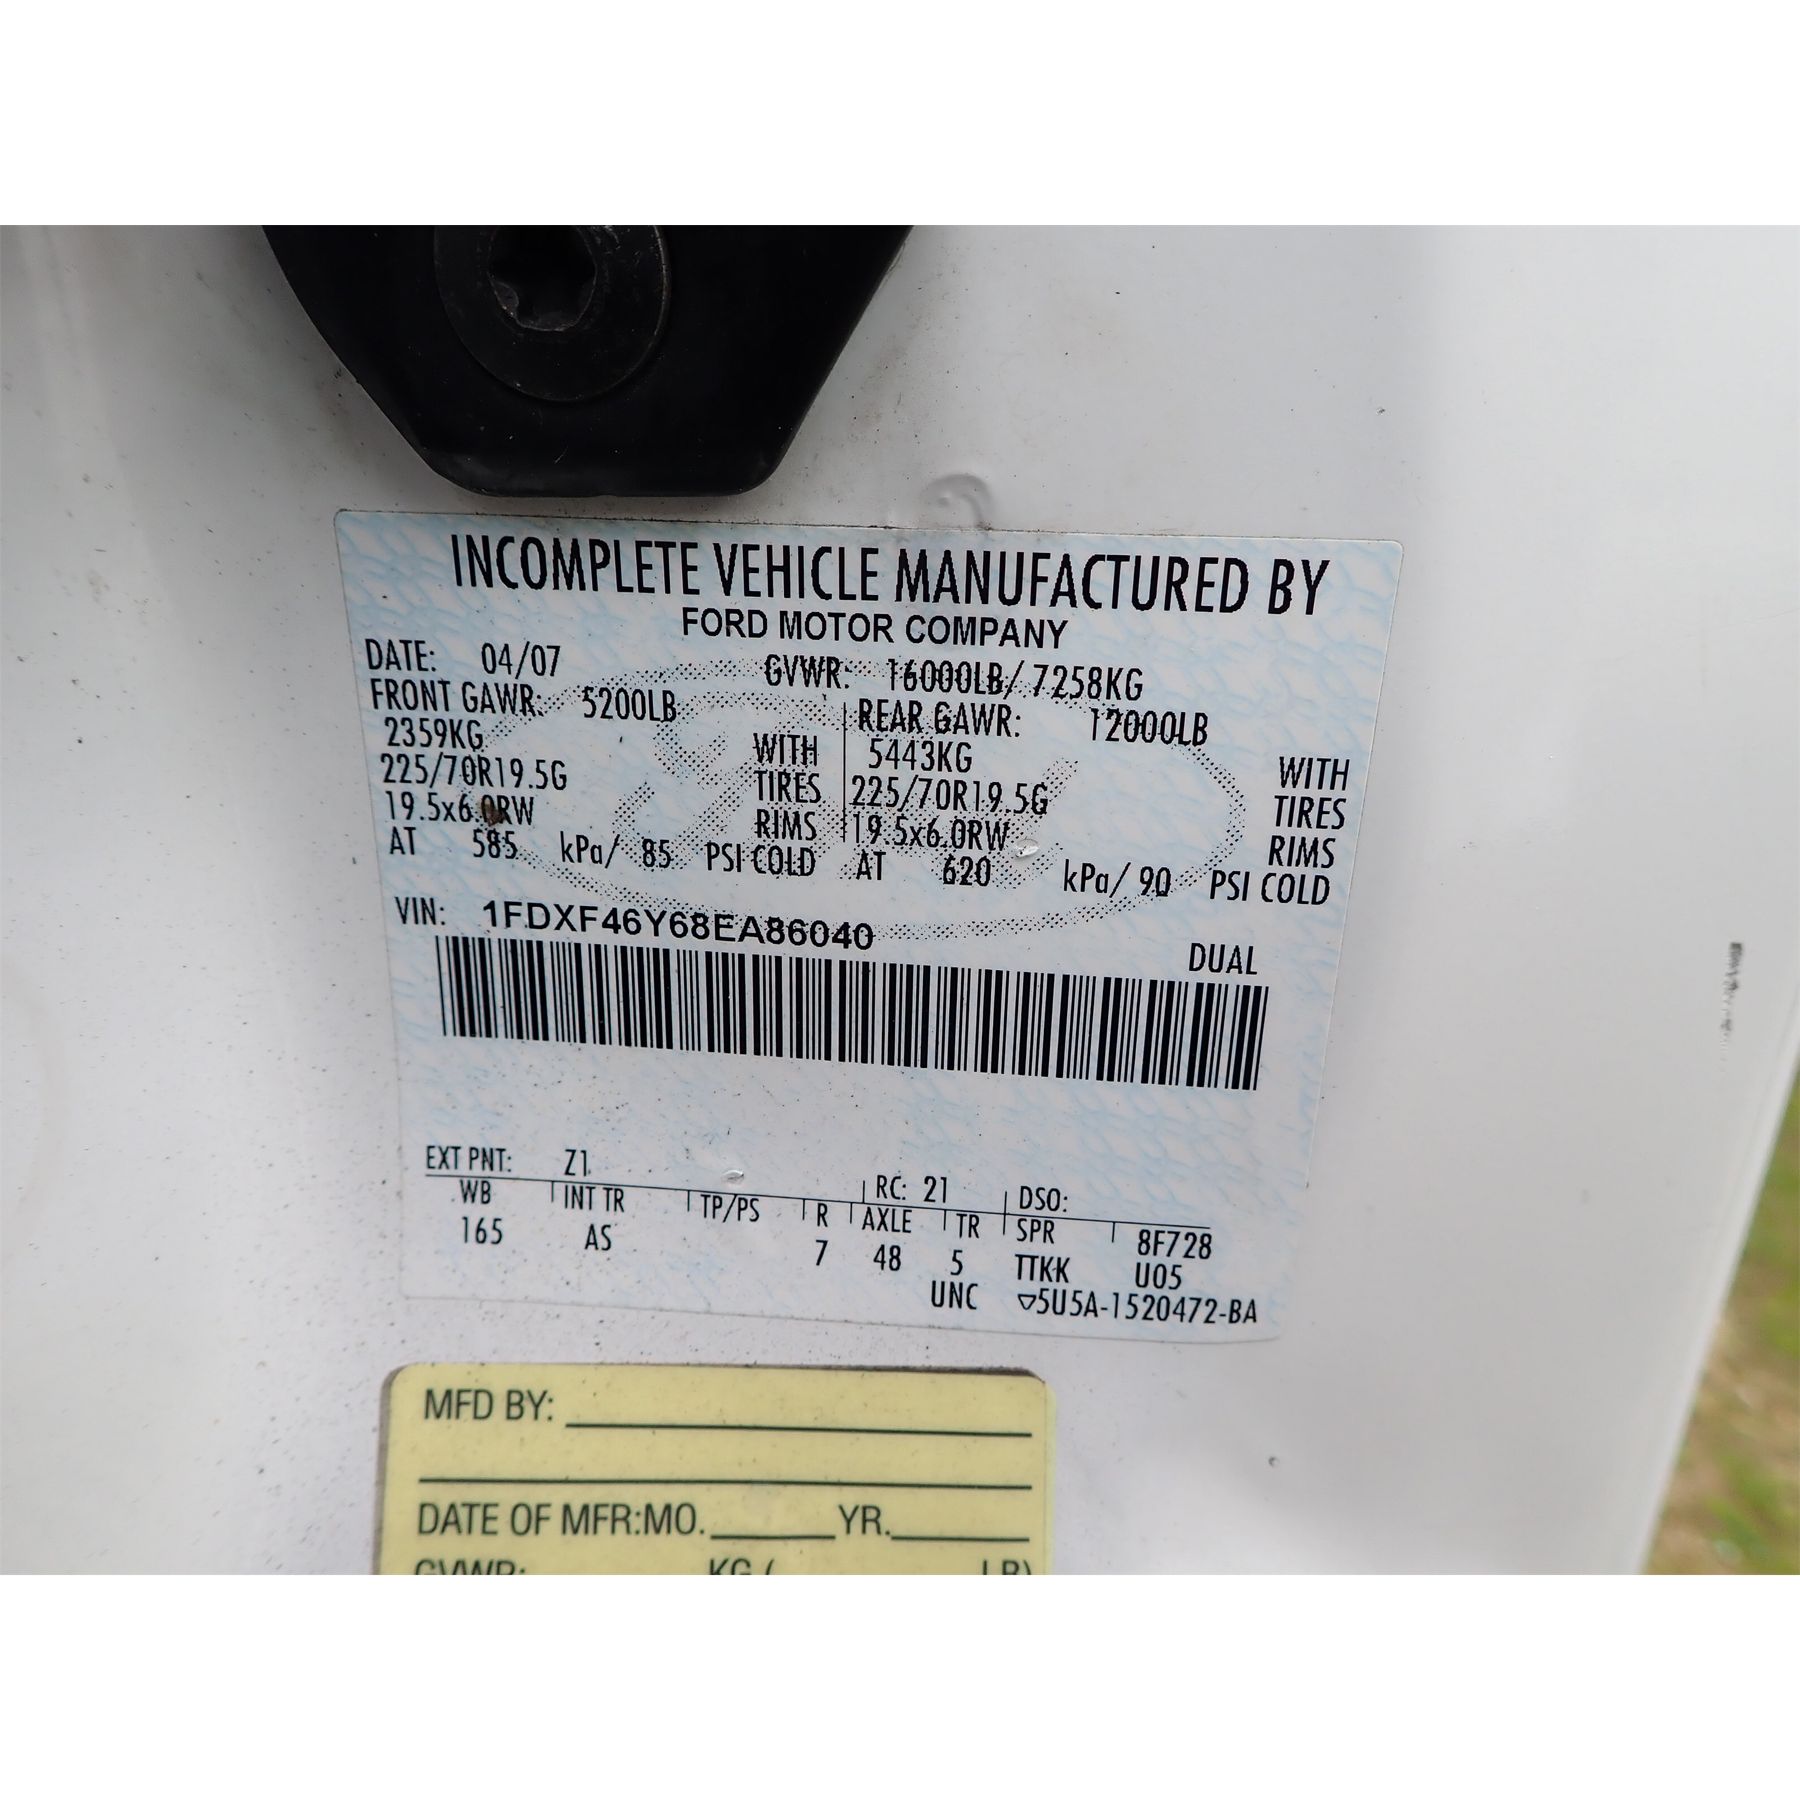 INCOMPLETE VEHICLE MANUFACTURED BY
FORD MOTOR COMPANY
DATE: 04/07 GVWR: 16000LB/ 7258KG
FRONT GAWR: 5200LB REAR GAWR: 12000LB
2359KG WITH 5443KG WITH
225/70R19.5G TIRES 225/70R19.5G TIRES
19.5x6.0RW RIMS 19.5x6.0RW RIMS
AT 585 kPa/ 85 PSI COLD AT 620 kPa/ 90 PSI COLD
VIN: 1FDXF46Y68EA86040
DUAL
EXT PNT: Z1 RC: 21 DSO:
WB INT TR TP/PS R AXLE TR SPR 8F728
165 AS 7 48 5 TTKK U05
UNC ▽5U5A-1520472-BA
MFD BY:
DATE OF MFR:MO. YR.
GVWR: KG ( LB)